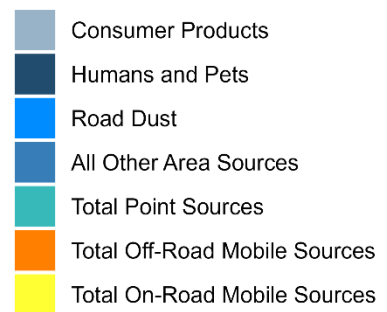 Consumer Products
Humans and Pets
Road Dust
All Other Area Sources
Total Point Sources
Total Off-Road Mobile Sources
Total On-Road Mobile Sources